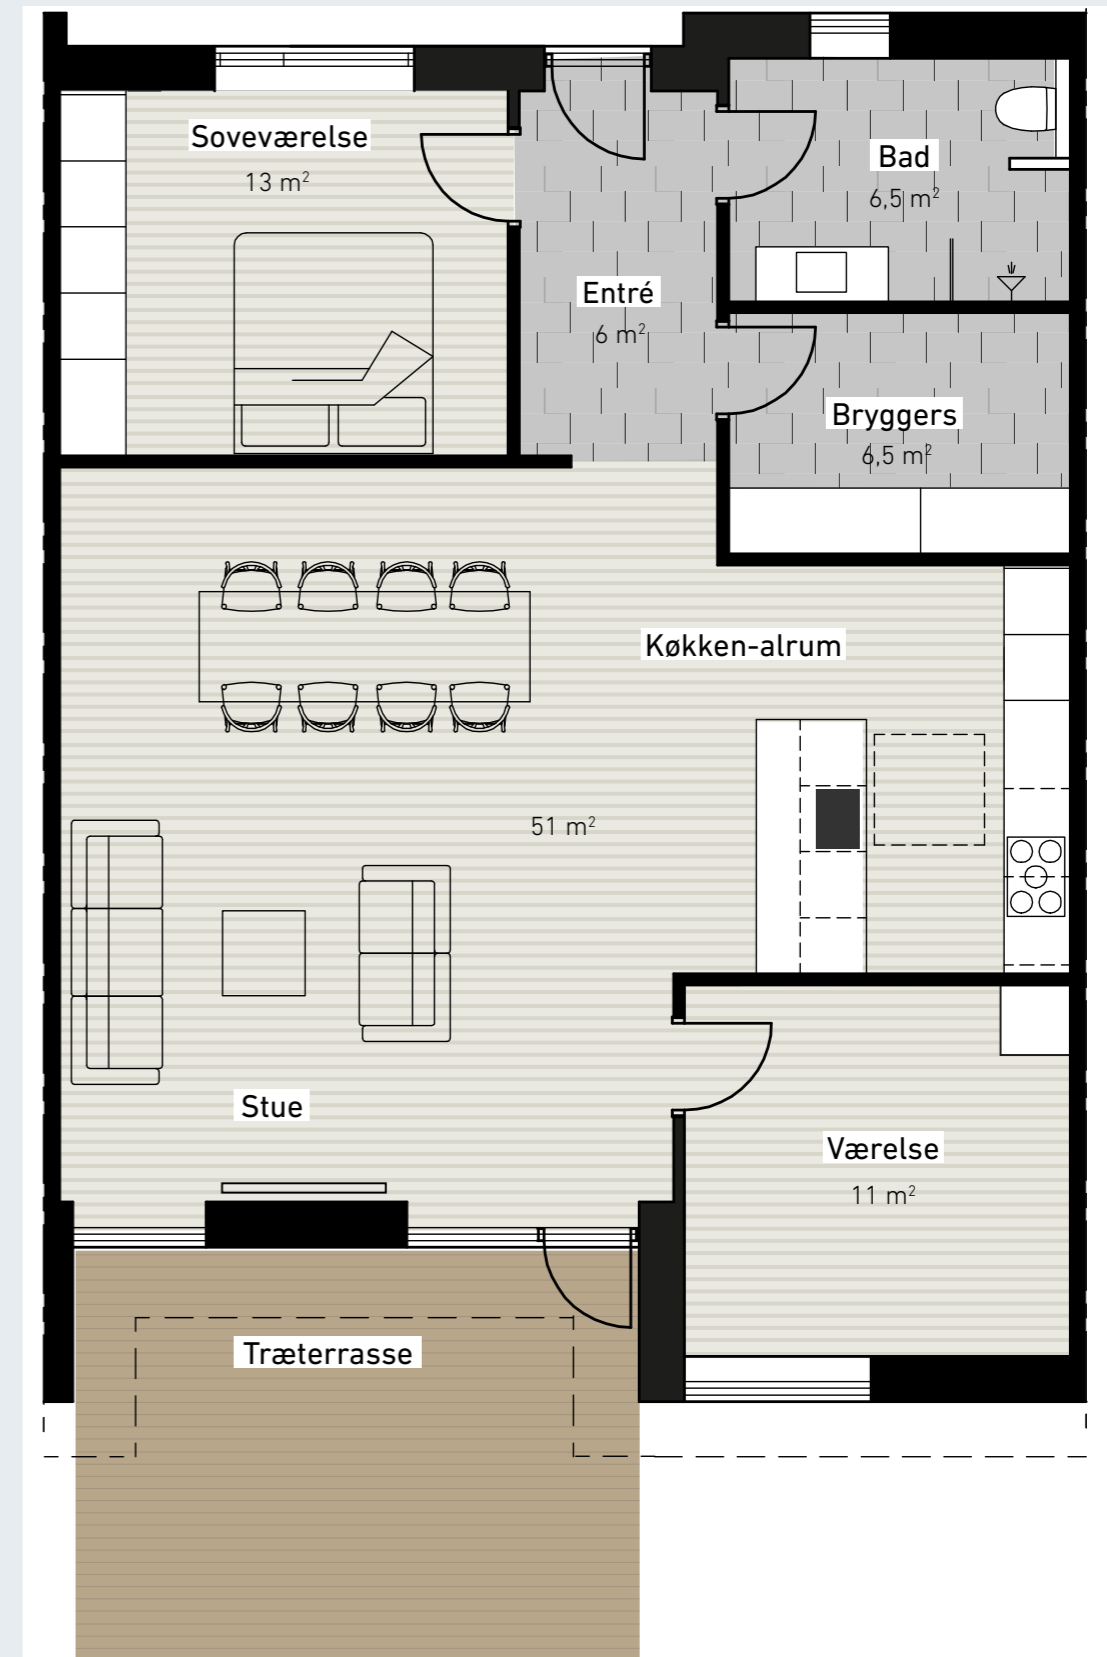 Soveværelse
13 m²
Bad
6,5 m²
Entré
6 m²
Bryggers
6,5 m²
Køkken-alrum
51 m²
Stue
Værelse
11 m²
Træterrasse